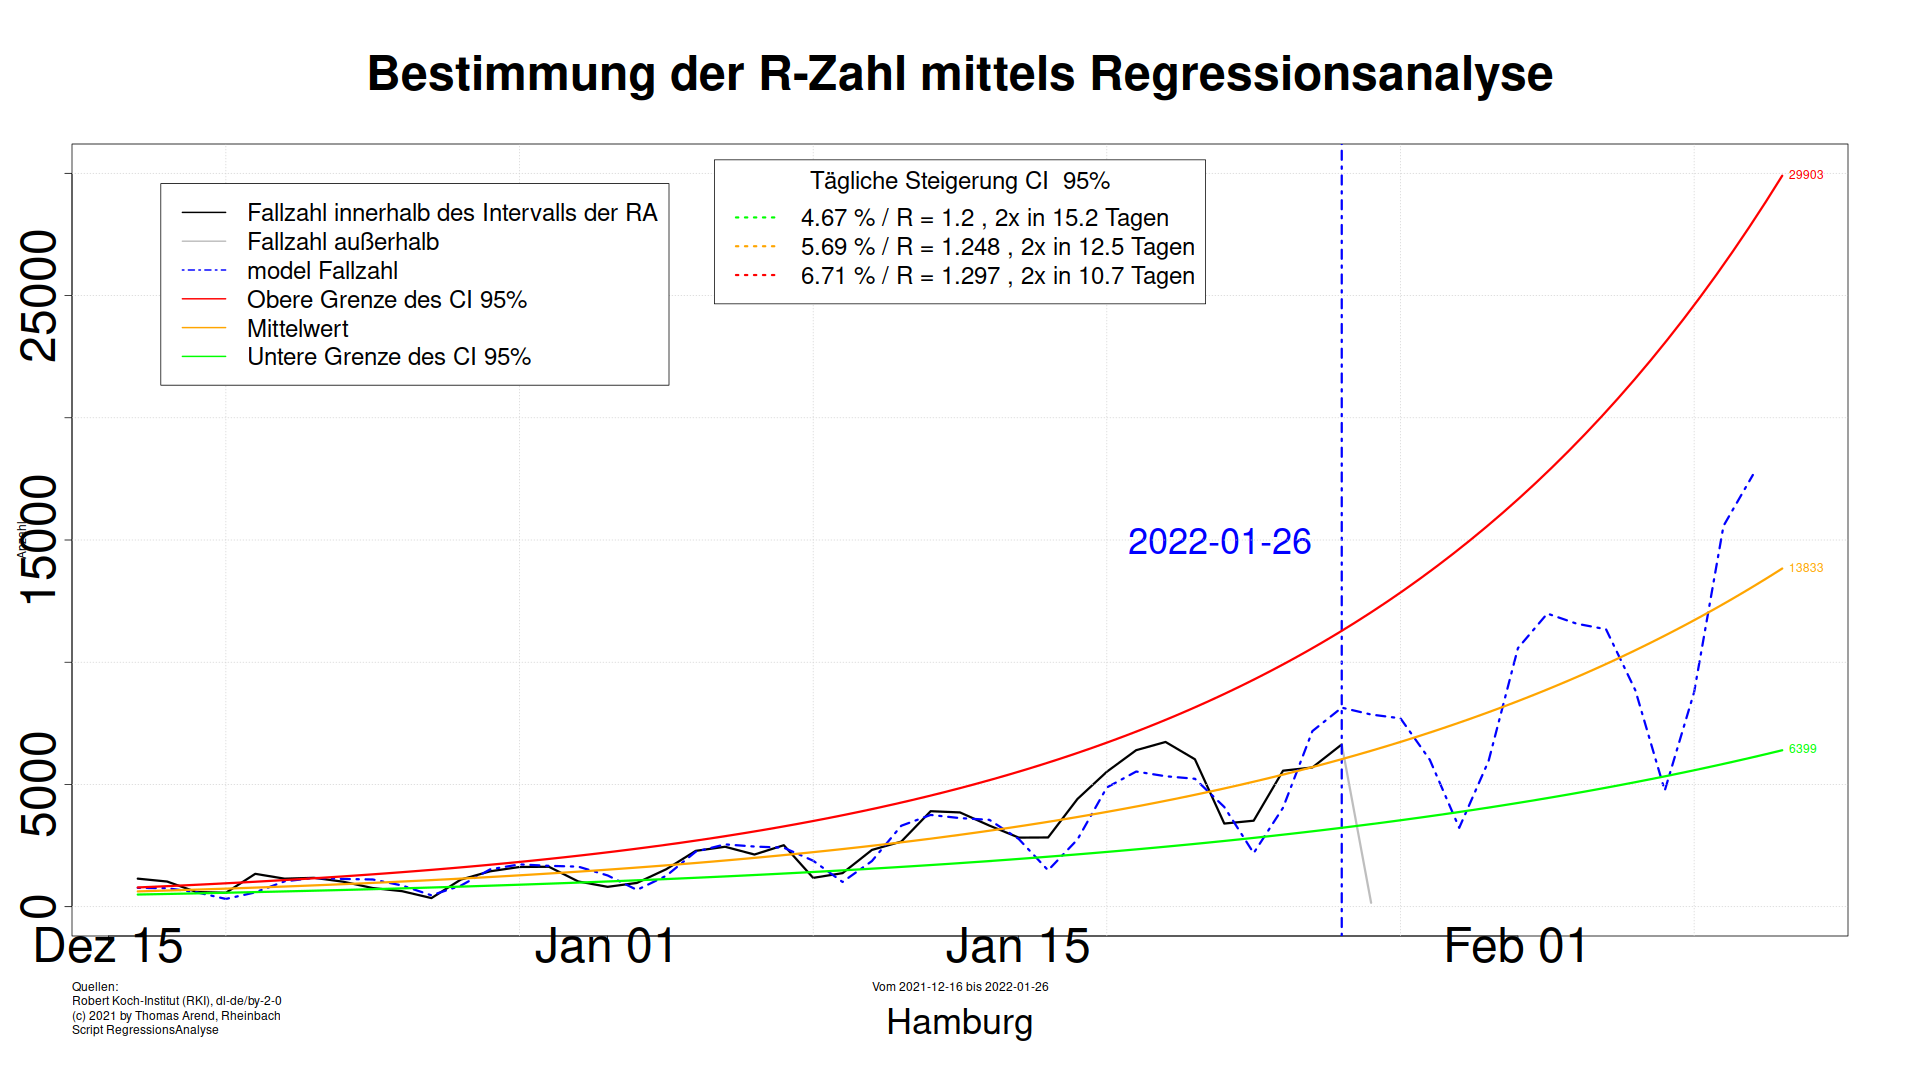 Bestimmung der R-Zahl mittels Regressionsanalyse
Fallzahl innerhalb des Intervalls der RA
Fallzahl außerhalb
model Fallzahl
Obere Grenze des CI 95%
Mittelwert
Untere Grenze des CI 95%
Tägliche Steigerung CI 95%
4.67 % / R = 1.2 , 2x in 15.2 Tagen
5.69 % / R = 1.248 , 2x in 12.5 Tagen
6.71 % / R = 1.297 , 2x in 10.7 Tagen
29903
25000
2022-01-26
15000
Anzahl
13833
5000
6399
0
Dez 15
Jan 01
Jan 15
Feb 01
Quellen:
Robert Koch-Institut (RKI), dl-de/by-2-0
(c) 2021 by Thomas Arend, Rheinbach
Script RegressionsAnalyse
Vom 2021-12-16 bis 2022-01-26
Hamburg